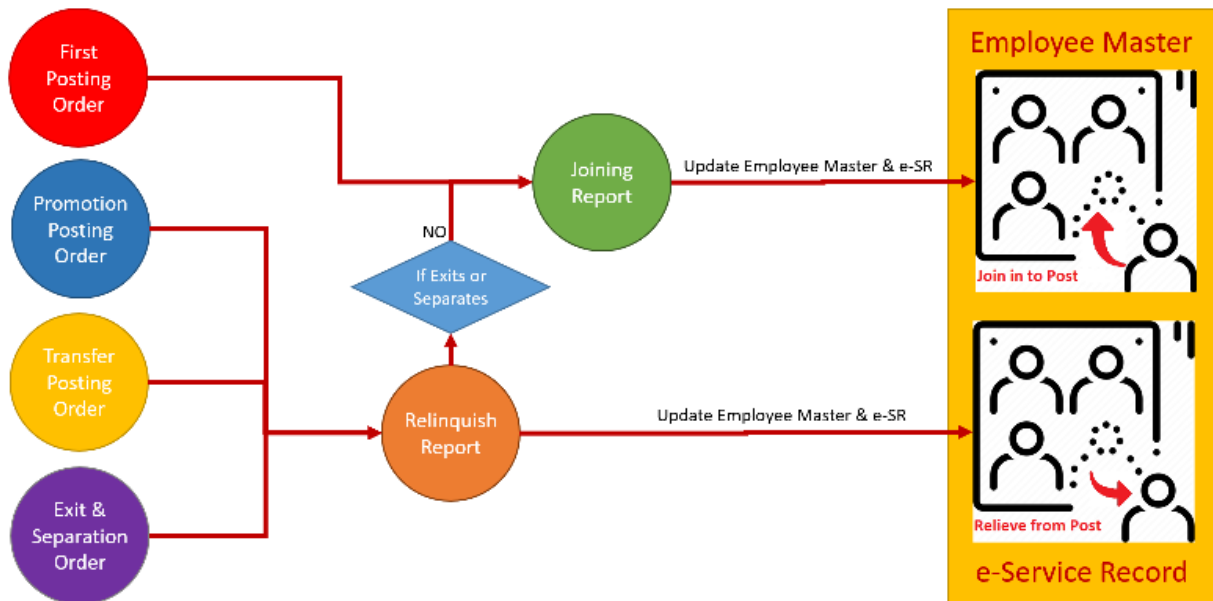 First
Posting
Order
Promotion
Posting
Order
Transfer
Posting
Order
Exit &
Separation
Order
NO
If Exits or
Separates
Relinquish
Report
Joining
Report
Update Employee Master & e-SR
Update Employee Master & e-SR
Employee Master
Join in to Post
Relieve from Post
e-Service Record